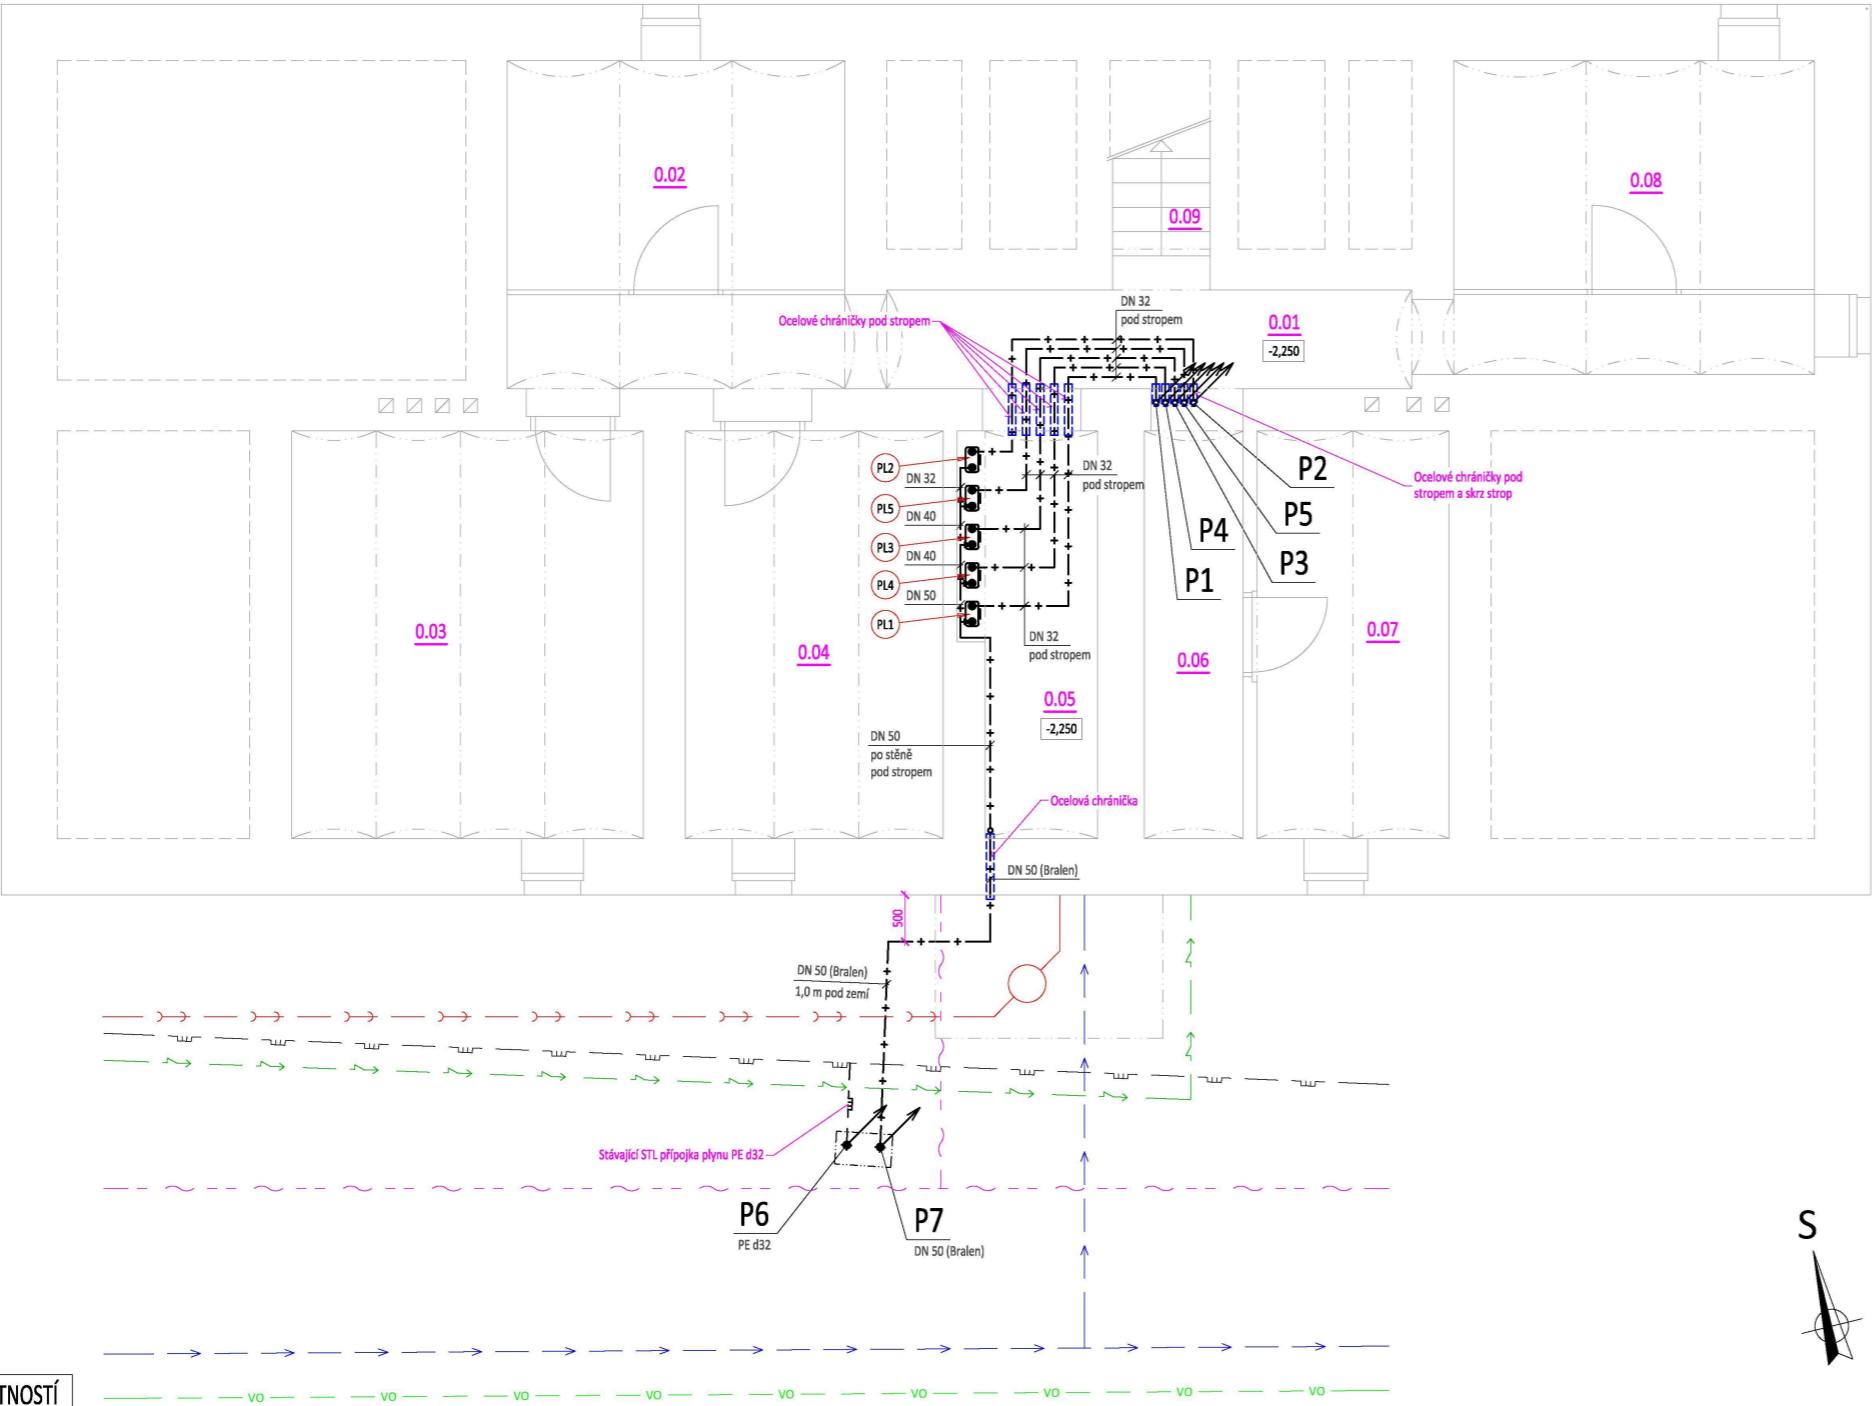 0.02
0.08
0.09
DN 32
pod stropem
Ocelové chráničky pod stropem
0.01
-2,250
PL2
DN 32
PL5
DN 40
PL3
DN 40
PL4
DN 50
PL1
DN 32
pod stropem
P2
Ocelové chráničky pod
stropem a skrz strop
P5
P4
P3
P1
DN 32
pod stropem
0.03
0.04
0.05
-2,250
0.06
0.07
DN 50
po stěně
pod stropem
Ocelová chránička
DN 50 (Bralen)
500
DN 50 (Bralen)
1,0 m pod zemí
Stávající STL přípojka plynu PE d32
P6
PE d32
P7
DN 50 (Bralen)
S
TNOSTÍ
VO VO VO VO VO VO VO VO VO